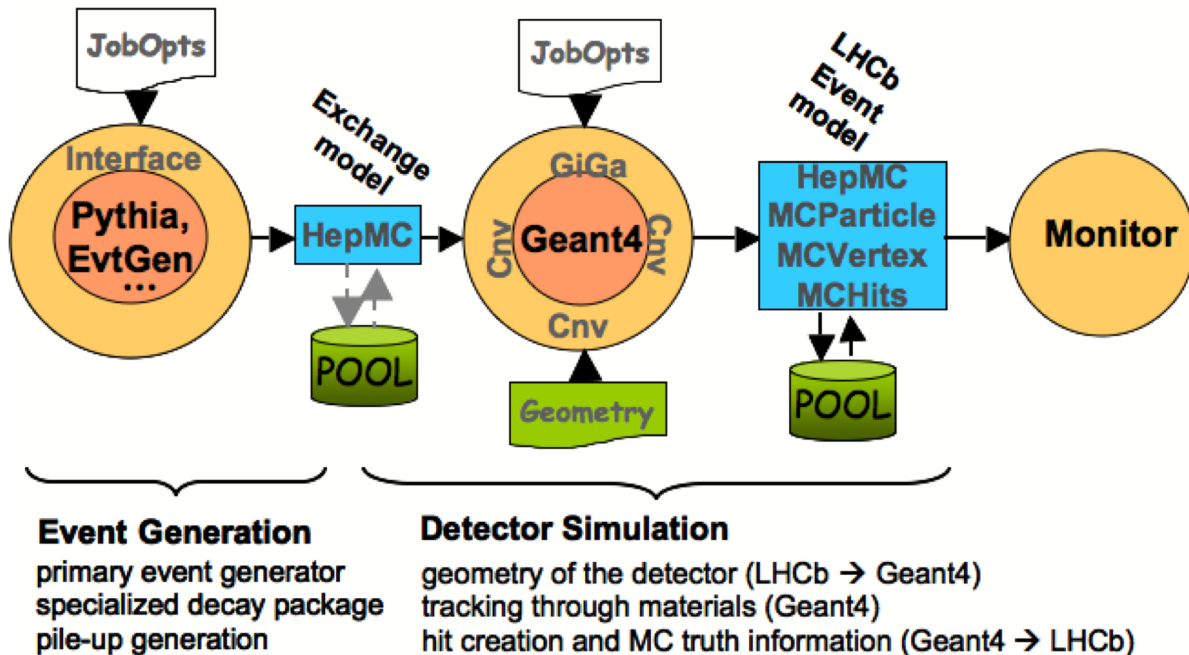 JobOpts
Interface
Pythia,
EvtGen
...
Exchange
model
HepMC
POOL
JobOpts
GiGa
Cnv
Geant4
Cnv
Cnv
Geometry
LHCb
Event
model
HepMC
MCParticle
MCVertex
MCHits
POOL
Monitor
Event Generation
primary event generator
specialized decay package
pile-up generation
Detector Simulation
geometry of the detector (LHCb → Geant4)
tracking through materials (Geant4)
hit creation and MC truth information (Geant4 → LHCb)